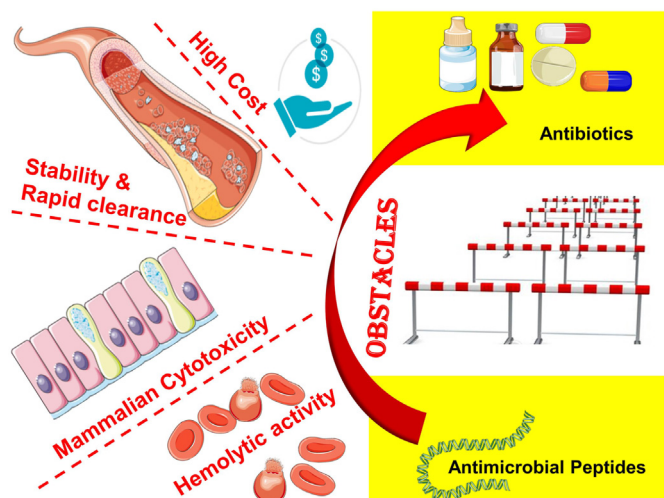 High Cost
$
$
$
Stability &
Rapid clearance
Mammalian Cytotoxicity
Hemolytic activity
OBSTACLES
Antibiotics
Antimicrobial Peptides